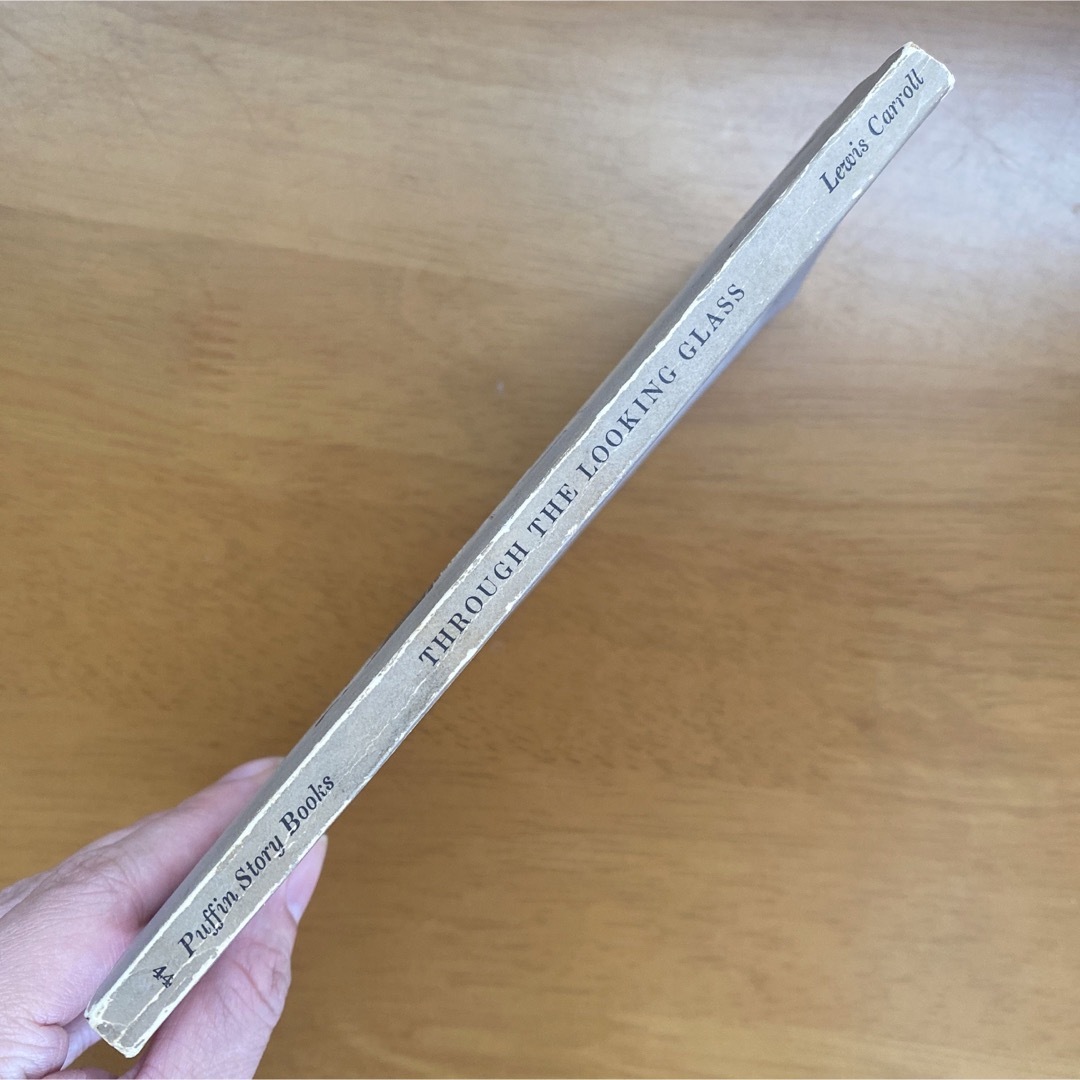 44
Puffin Story Books
THROUGH THE LOOKING GLASS
Lewis Carroll